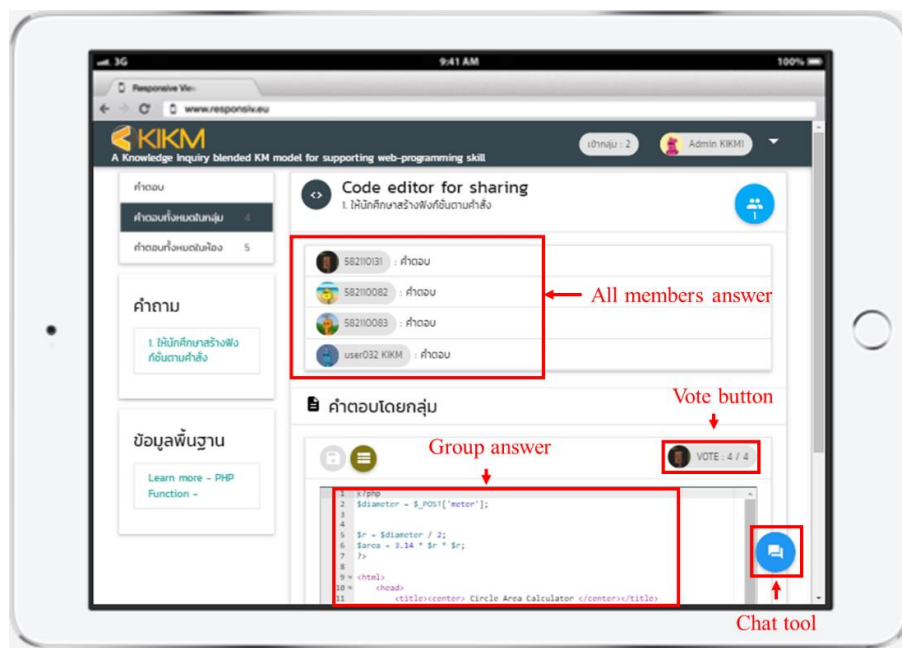 3G 9:41 AM 100%
Responsive Vie
www.responsiv.eu
KIKM
A Knowledge Inquiry blended KM model for supporting web-programming skill
เข้ากลุ่ม : 2
Admin KIKM1
คำตอบ
คำตอบทั้งหมดในกลุ่ม 4
คำตอบทั้งหมดในห้อง 5
คำถาม
1. ให้นักศึกษาสร้างฟัง
ก์ชั่นตามคำสั่ง
ข้อมูลพื้นฐาน
Learn more - PHP
Function -
Code editor for sharing
1. ให้นักศึกษาสร้างฟังก์ชั่นตามคำสั่ง
1
582110131 : คำตอบ
582110082 : คำตอบ
582110083 : คำตอบ
user032 KIKM : คำตอบ
All members answer
คำตอบโดยกลุ่ม
Vote button
Group answer
VOTE : 4 / 4
1 <?php
2 $diameter = $_POST['meter'];
3
4
5 $r = $diameter / 2;
6 $area = 3.14 * $r * $r;
7 ?>
8
9 <html>
10 <head>
11 <title><center> Circle Area Calculator </center></title>
Chat tool